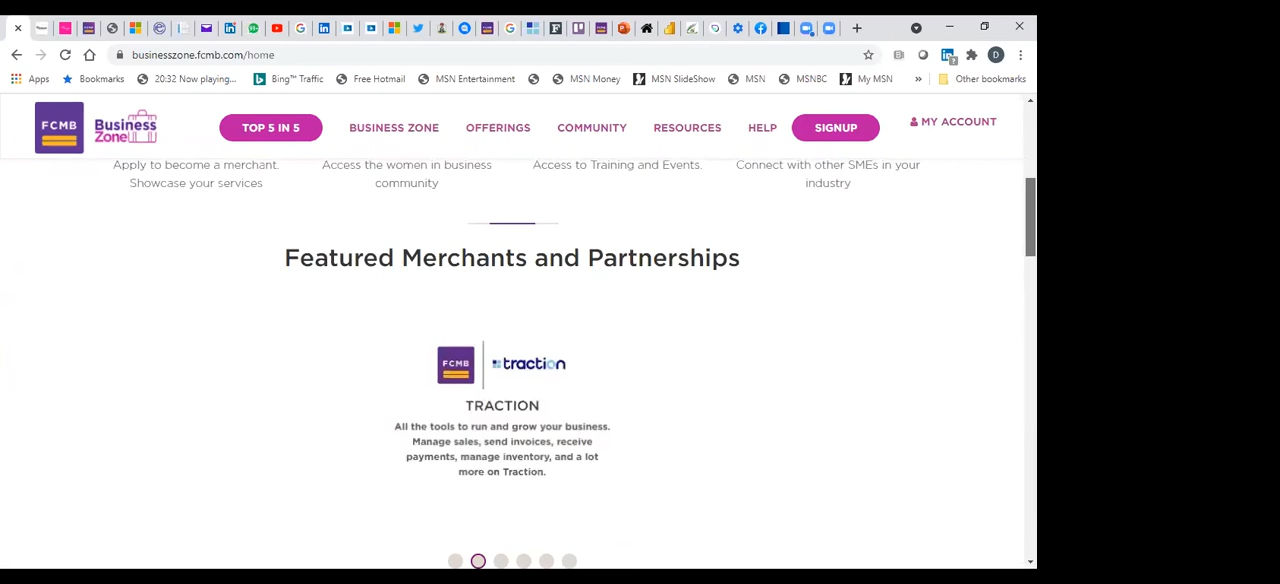 businesszone.fcmb.com/home
Apps Bookmarks 20:32 Now playing... Bing™ Traffic Free Hotmail MSN Entertainment MSN Money MSN SlideShow MSN MSNBC My MSN » Other bookmarks
FCMB Business Zone TOP 5 IN 5 BUSINESS ZONE OFFERINGS COMMUNITY RESOURCES HELP SIGNUP MY ACCOUNT
Apply to become a merchant. Access the women in business Access to Training and Events. Connect with other SMEs in your
Showcase your services community industry
Featured Merchants and Partnerships
FCMB traction
TRACTION
All the tools to run and grow your business.
Manage sales, send invoices, receive
payments, manage inventory, and a lot
more on Traction.